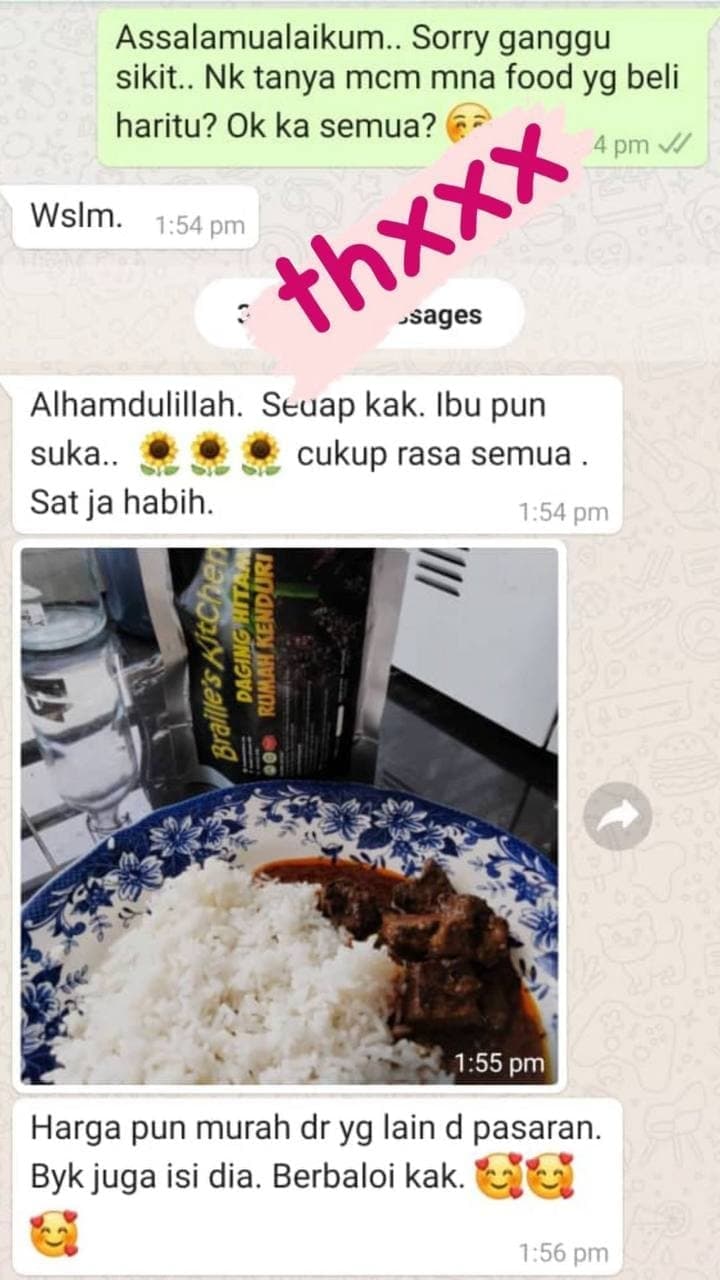 Assalamualaikum.. Sorry ganggu
sikit.. Nk tanya mcm mna food yg beli
haritu? Ok ka semua? 😊
4 pm
Wslm. 1:54 pm
thxxx
Alhamdulillah. Sedap kak. Ibu pun
suka.. 🌻🌻🌻 cukup rasa semua .
Sat ja habih. 1:54 pm
Braille's Kitchen
DAGING HITAM
RUMAH KENDURI
1:55 pm
Harga pun murah dr yg lain d pasaran.
Byk juga isi dia. Berbaloi kak. 🥰🥰
🥰 1:56 pm